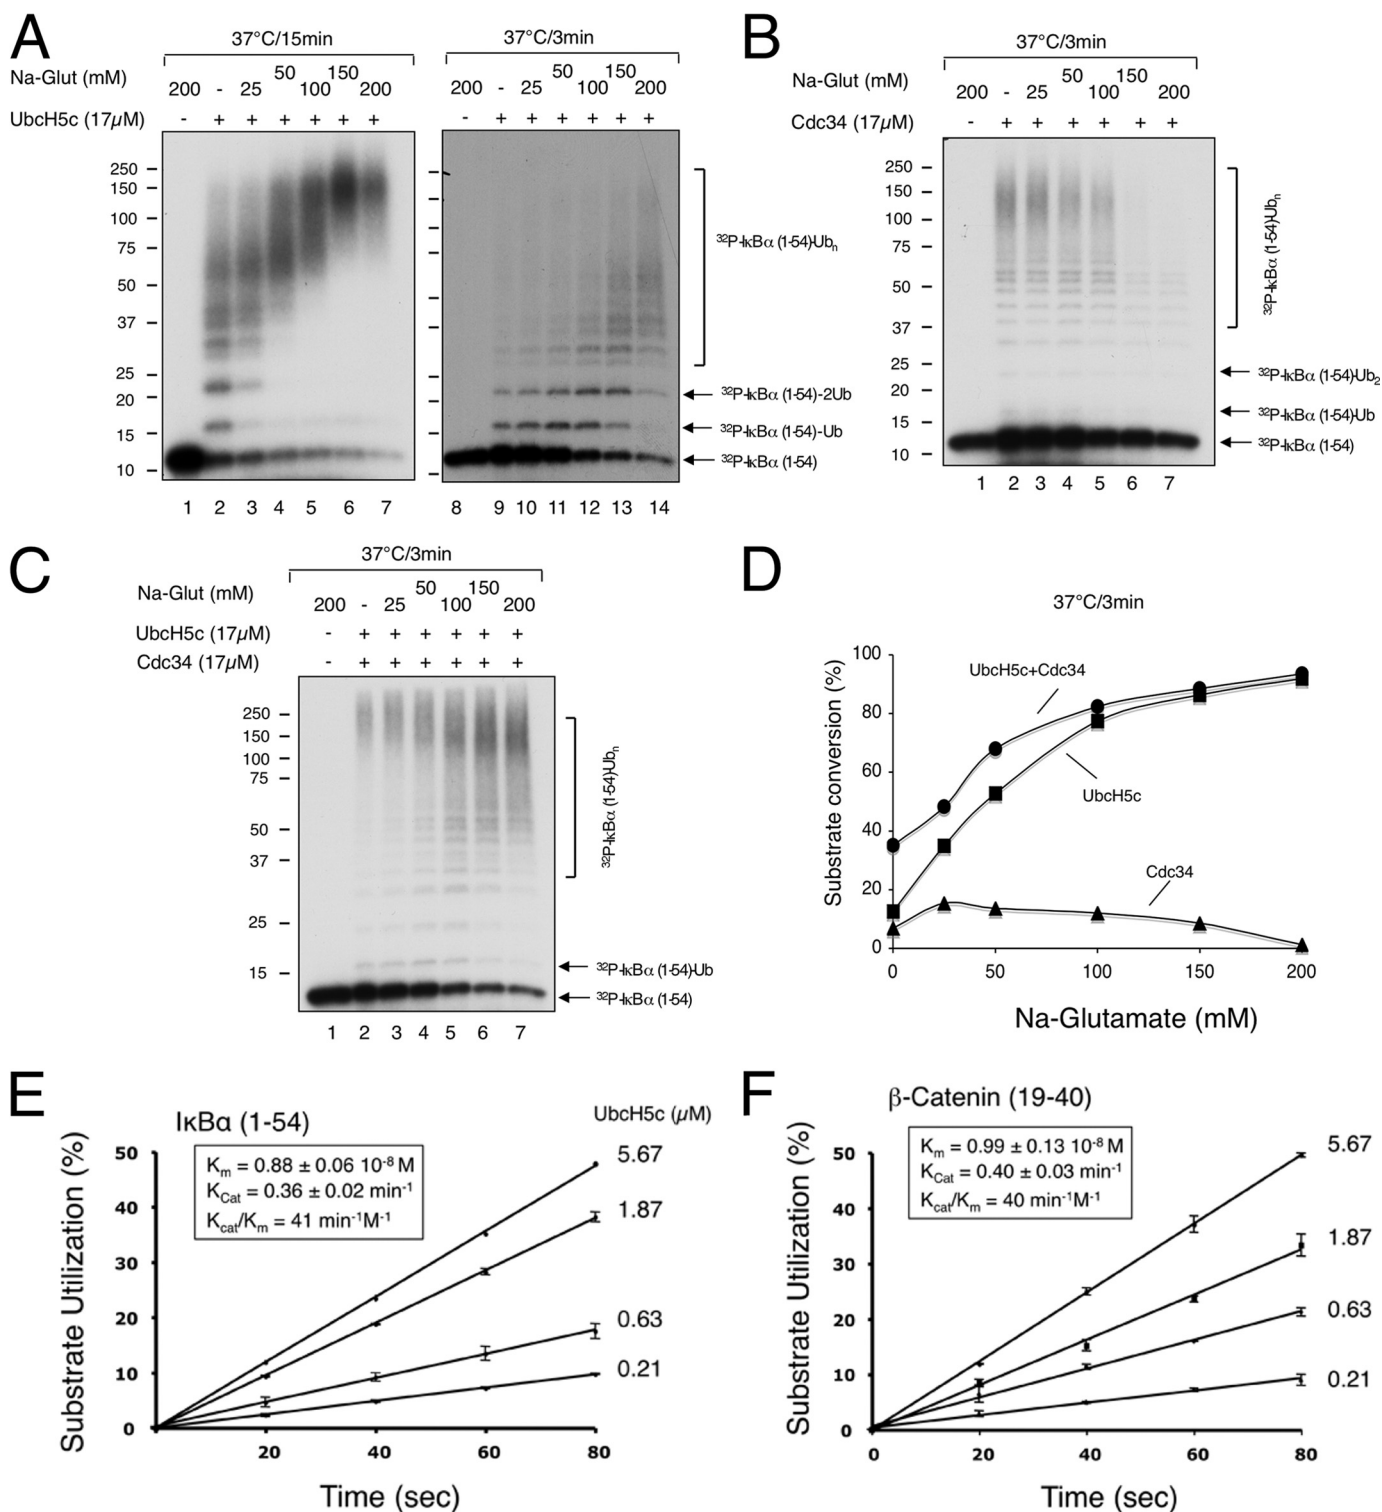 A
37°C/15min
37°C/3min
Na-Glut (mM)
200 - 25 50 100 150 200
200 - 25 50 100 150 200
UbcH5c (17µM)
- + + + + + +
- + + + + + +
250
150
100
75
50
37
25
20
15
10
³²P-IκBα (1-54)-Ubₙ
³²P-IκBα (1-54)-2Ub
³²P-IκBα (1-54)-Ub
³²P-IκBα (1-54)
1 2 3 4 5 6 7
8 9 10 11 12 13 14
B
37°C/3min
Na-Glut (mM)
200 - 25 50 100 150 200
Cdc34 (17µM)
- + + + + + +
250
150
100
75
50
37
25
20
15
10
³²P-IκBα (1-54)-Ubₙ
³²P-IκBα (1-54)-Ub₂
³²P-IκBα (1-54)-Ub
³²P-IκBα (1-54)
1 2 3 4 5 6 7
C
37°C/3min
Na-Glut (mM)
200 - 25 50 100 150 200
UbcH5c (17µM)
- + + + + + +
Cdc34 (17µM)
- + + + + + +
250
150
100
75
50
37
25
15
³²P-IκBα (1-54)-Ubₙ
³²P-IκBα (1-54)-Ub
³²P-IκBα (1-54)
1 2 3 4 5 6 7
D
37°C/3min
Substrate conversion (%)
100
80
60
40
20
0
UbcH5c+Cdc34
UbcH5c
Cdc34
0 50 100 150 200
Na-Glutamate (mM)
E
IκBα (1-54)
UbcH5c (µM)
Kₘ = 0.88 ± 0.06 10⁻⁸ M
K_Cat = 0.36 ± 0.02 min⁻¹
K_cat/Kₘ = 41 min⁻¹M⁻¹
Substrate Utilization (%)
50
40
30
20
10
0
5.67
1.87
0.63
0.21
20 40 60 80
Time (sec)
F
β-Catenin (19-40)
Kₘ = 0.99 ± 0.13 10⁻⁸ M
K_Cat = 0.40 ± 0.03 min⁻¹
K_cat/Kₘ = 40 min⁻¹M⁻¹
Substrate Utilization (%)
50
40
30
20
10
0
5.67
1.87
0.63
0.21
0 20 40 60 80
Time (sec)